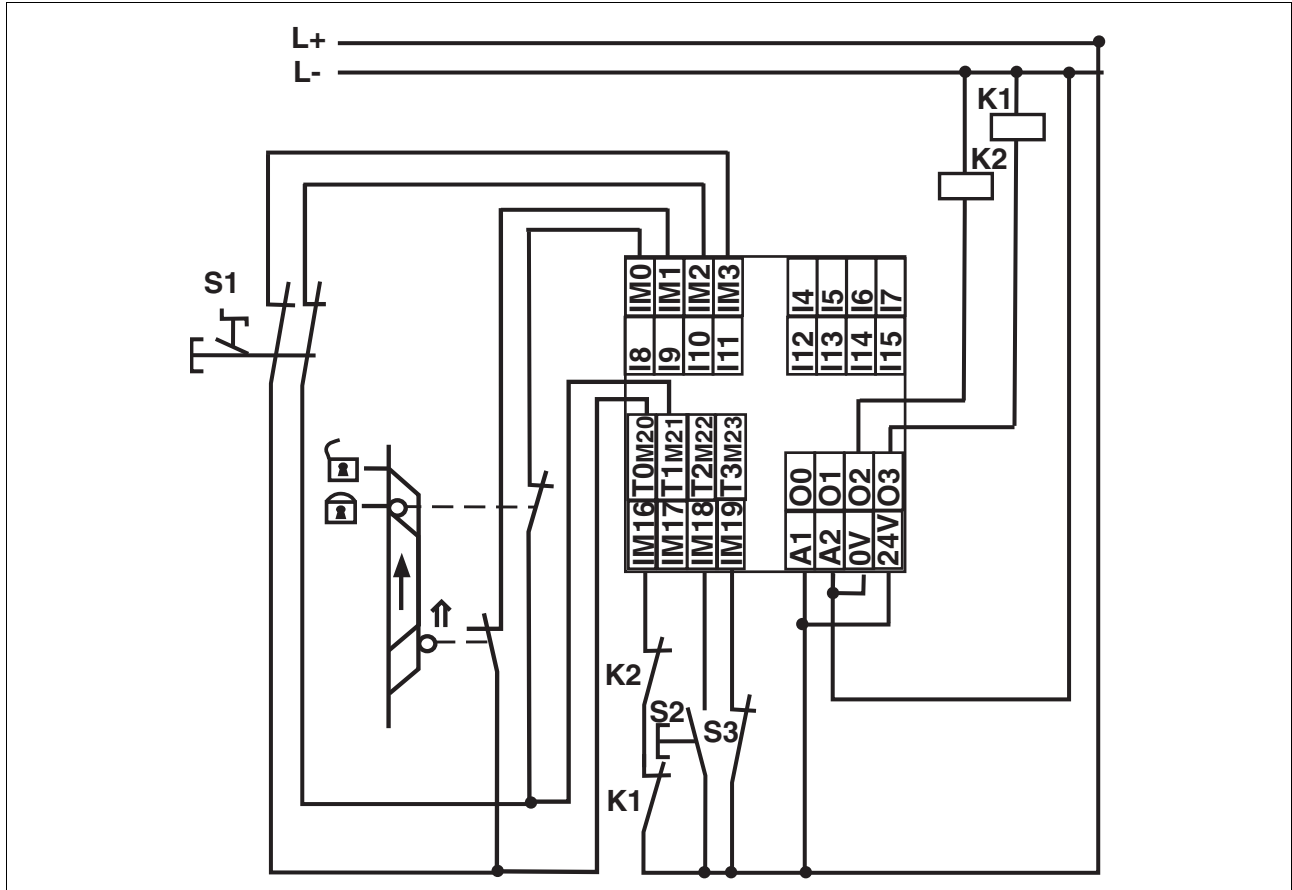 L+
L-
K1
K2
S1
IM0 IM1 IM2 IM3 I4 I5 I6 I7
I8 I9 I10 I11 I12 I13 I14 I15
T0M20 T1M21 T2M22 T3M23 O0 O1 O2 O3
IM16 IM17 IM18 IM19 A1 A2 0V 24V
K2
S2 S3
K1